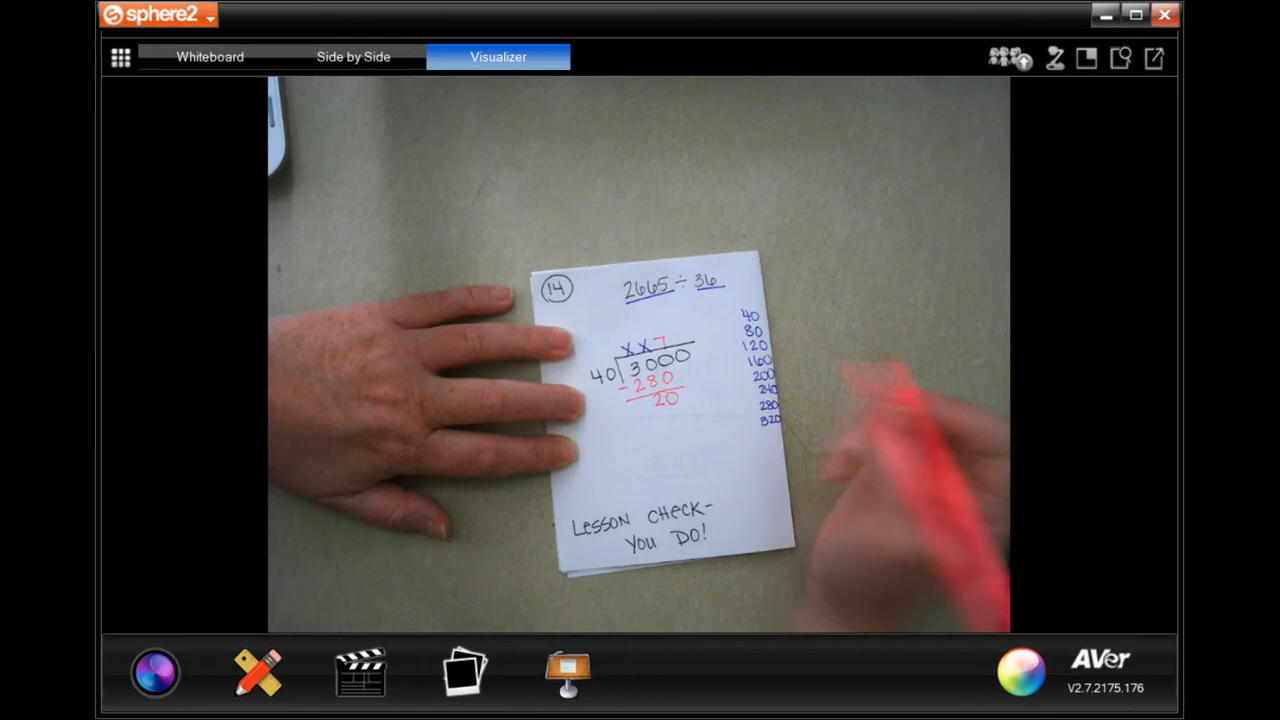 sphere2
Whiteboard Side by Side Visualizer
14 2665 ÷ 36
X X 7
40 3000
- 280
20
40
80
120
160
200
240
280
320
LESSON CHECK-
YOU DO!
AVer
V2.7.2175.176